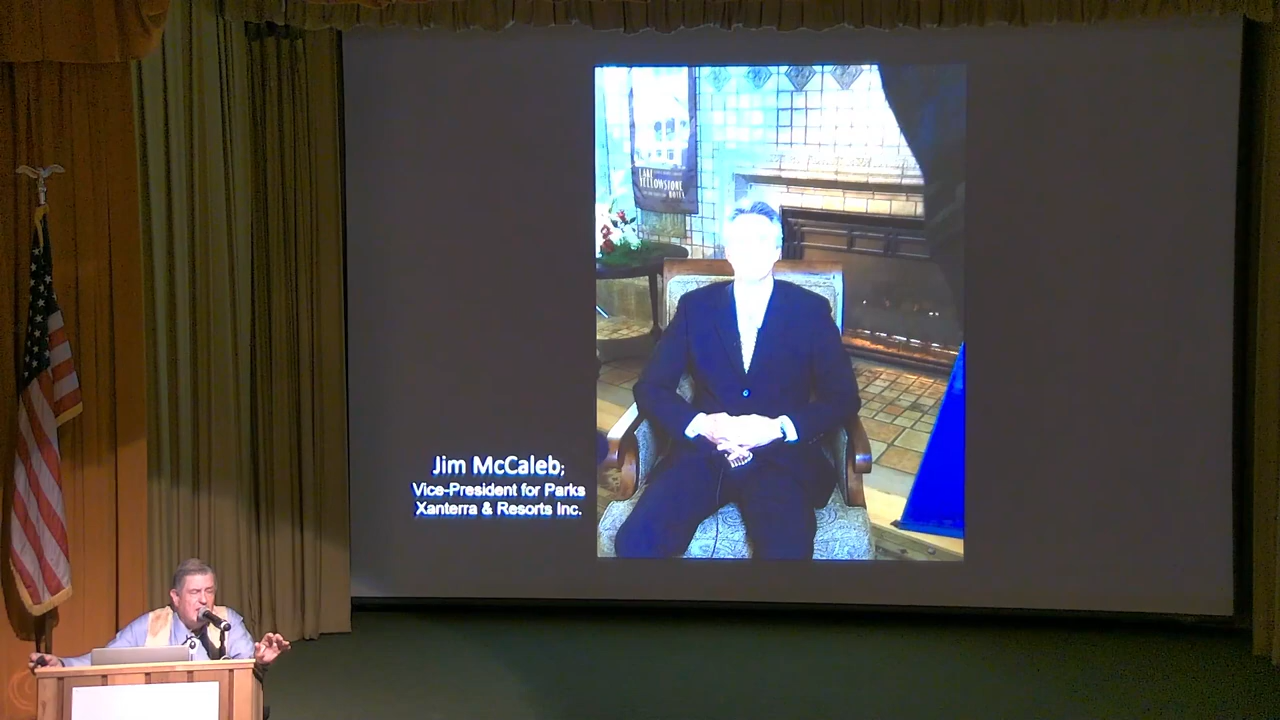 LAKE
YELLOWSTONE
HOTEL
Jim McCaleb;
Vice-President for Parks
Xanterra & Resorts Inc.